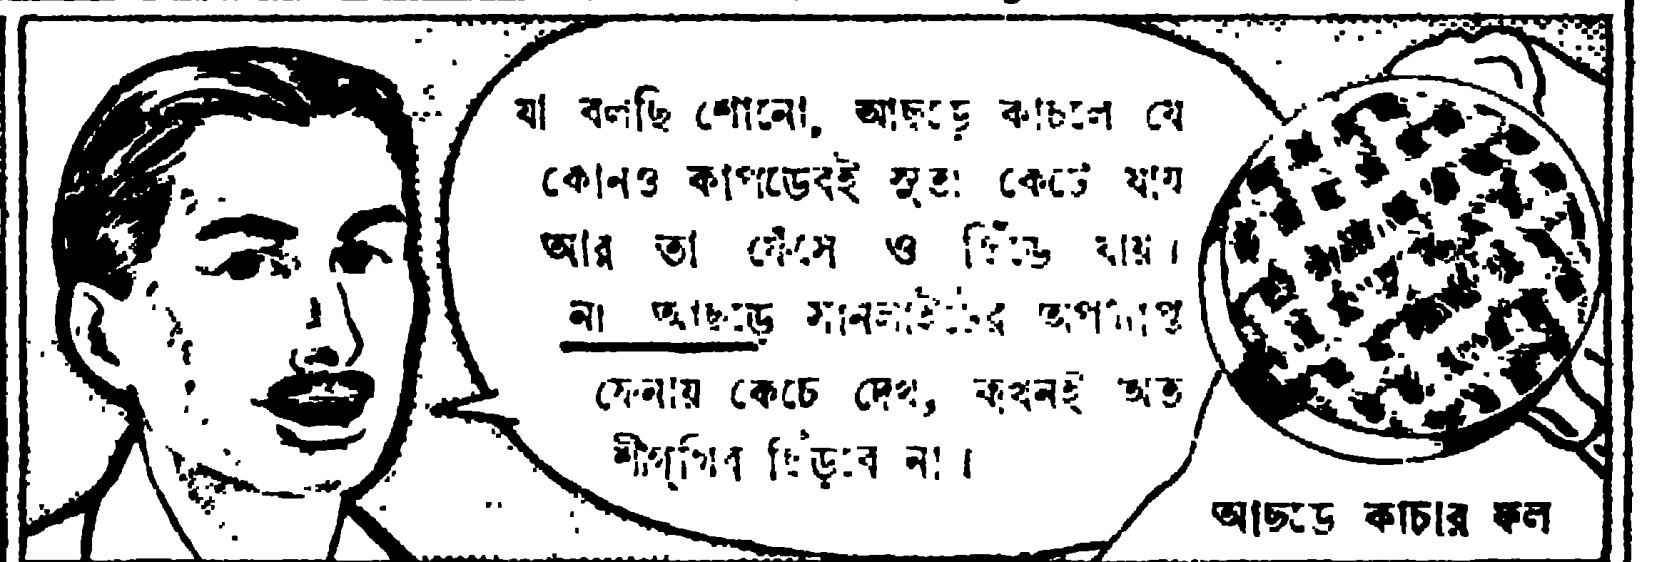 যা বলছি শোনো, আছড়ে কাচলে যে
কোনও কাপড়েরই সুতা কেটে যায়
আর তা ফেঁসে ও ছিঁড়ে যায়।
না আছড়ে সানলাইটের অপর্য্যাপ্ত
ফেনায় কেচে দেখ, কখনই অত
শীগ্‌গির ছিঁড়বে না।
আছড়ে কাচার ফল